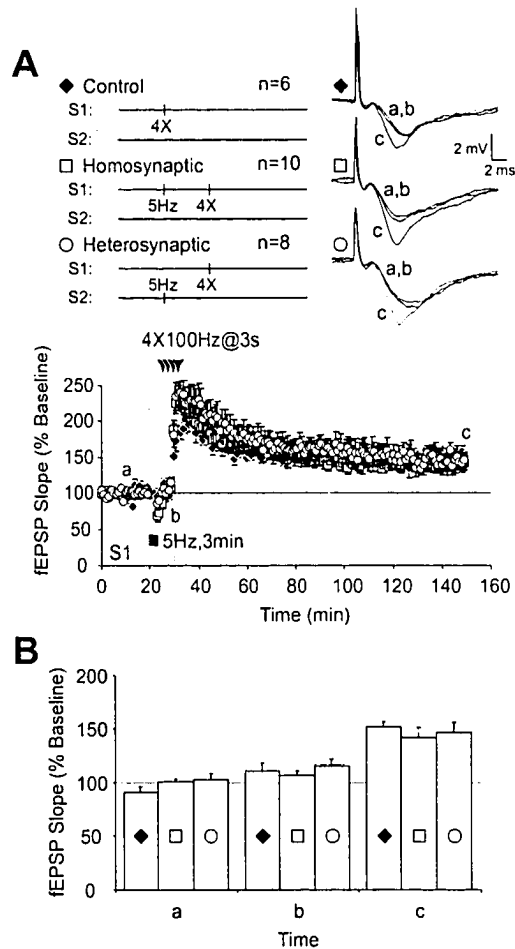 A
Control n=6
S1:
4X
S2:
Homosynaptic n=10
S1:
5Hz 4X
S2:
Heterosynaptic n=8
S1:
4X
S2:
5Hz
a,b
c
2 mV
2 ms
a,b
c
a,b
c
4X100Hz@3s
fEPSP Slope (% Baseline)
250
200
150
100
50
0
a
b
c
S1
5Hz,3min
0 20 40 60 80 100 120 140 160
Time (min)
B
fEPSP Slope (% Baseline)
200
150
100
50
0
a b c
Time